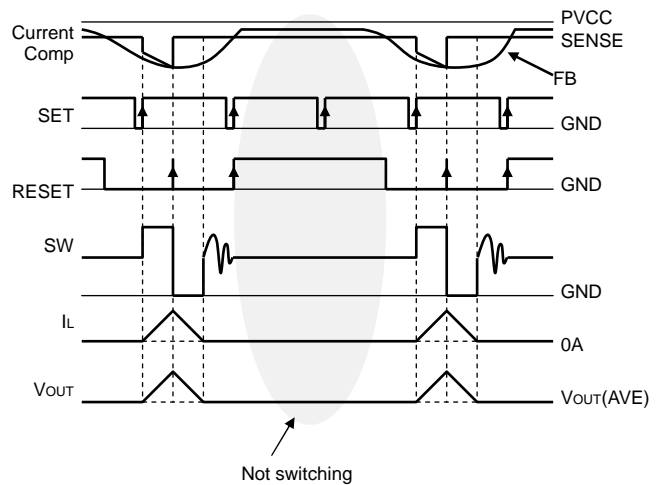 PVCC
Current
Comp
SENSE
FB
SET
GND
RESET
GND
SW
GND
IL
0A
VOUT
VOUT(AVE)
Not switching